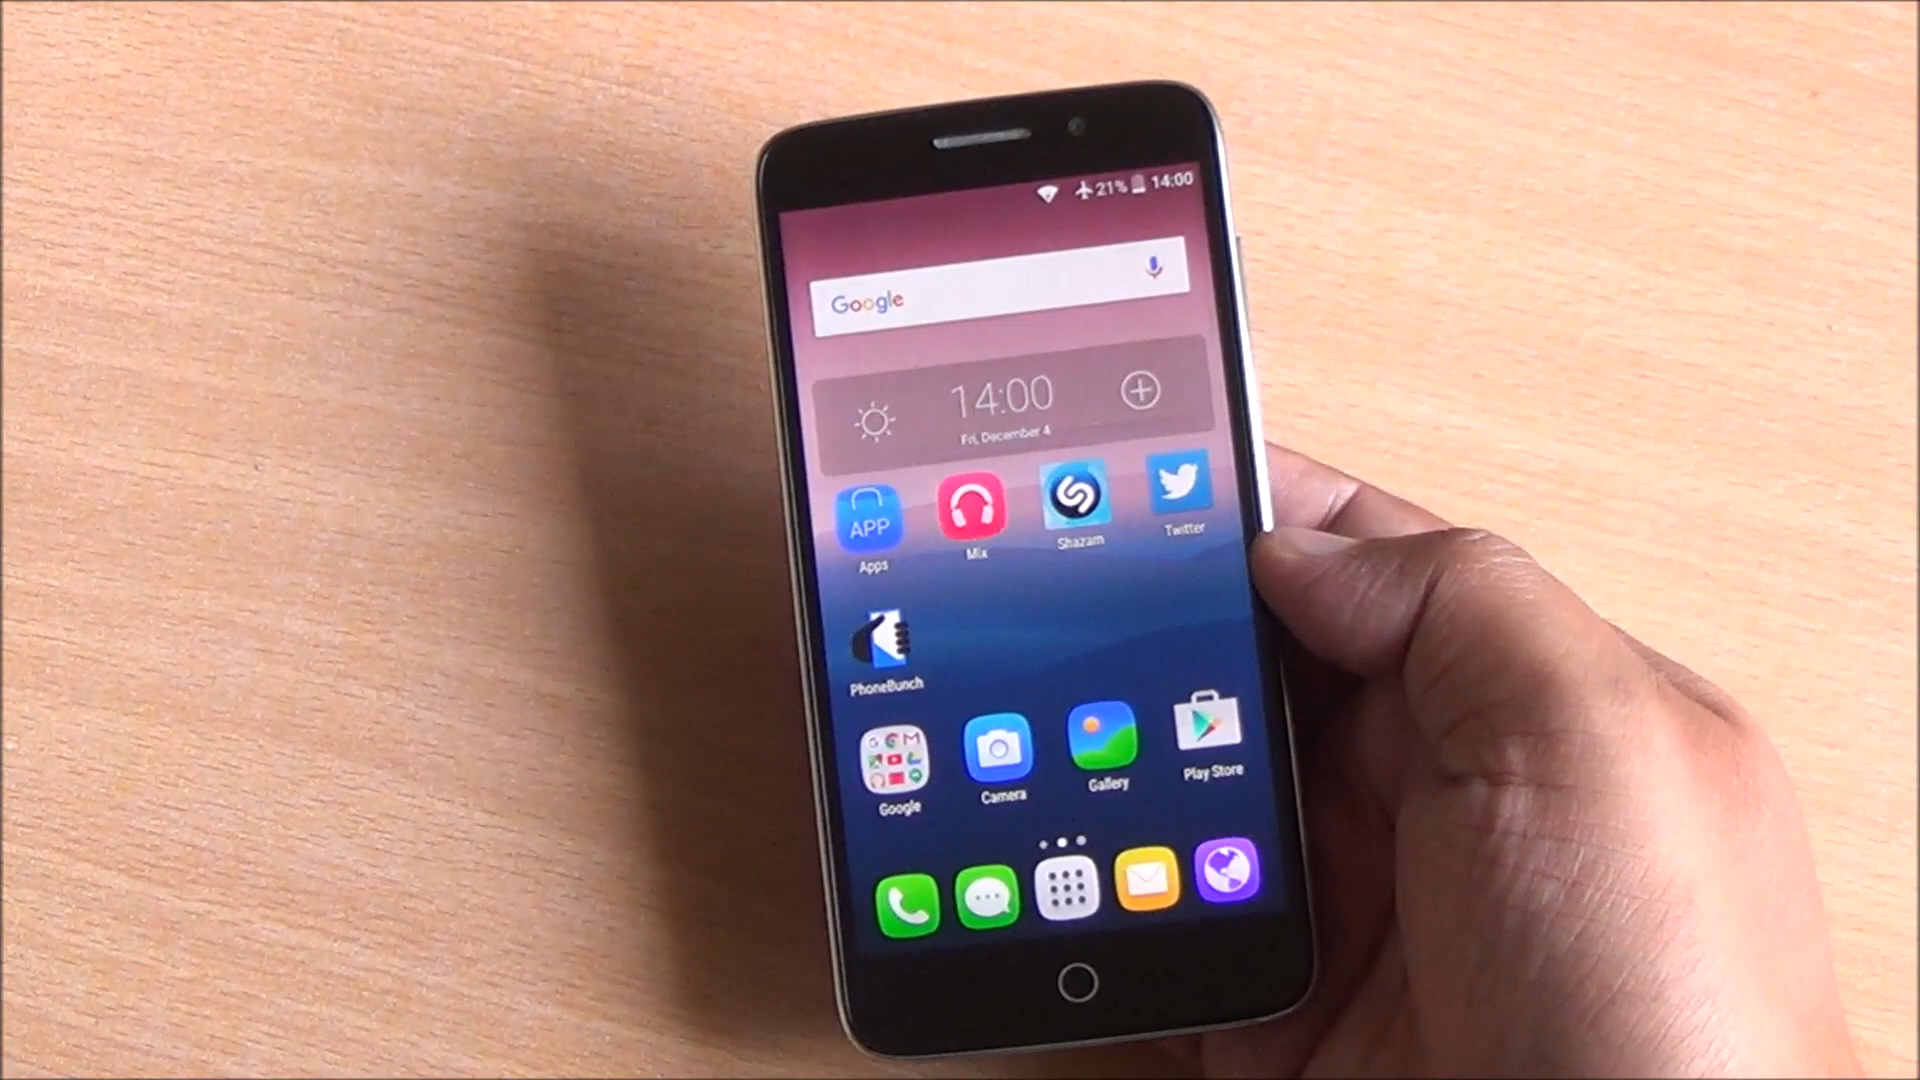 21% 14:00
Google
14:00
Fri, December 4
APP
Apps
Mix
Shazam
Twitter
PhoneBunch
Google
Camera
Gallery
Play Store